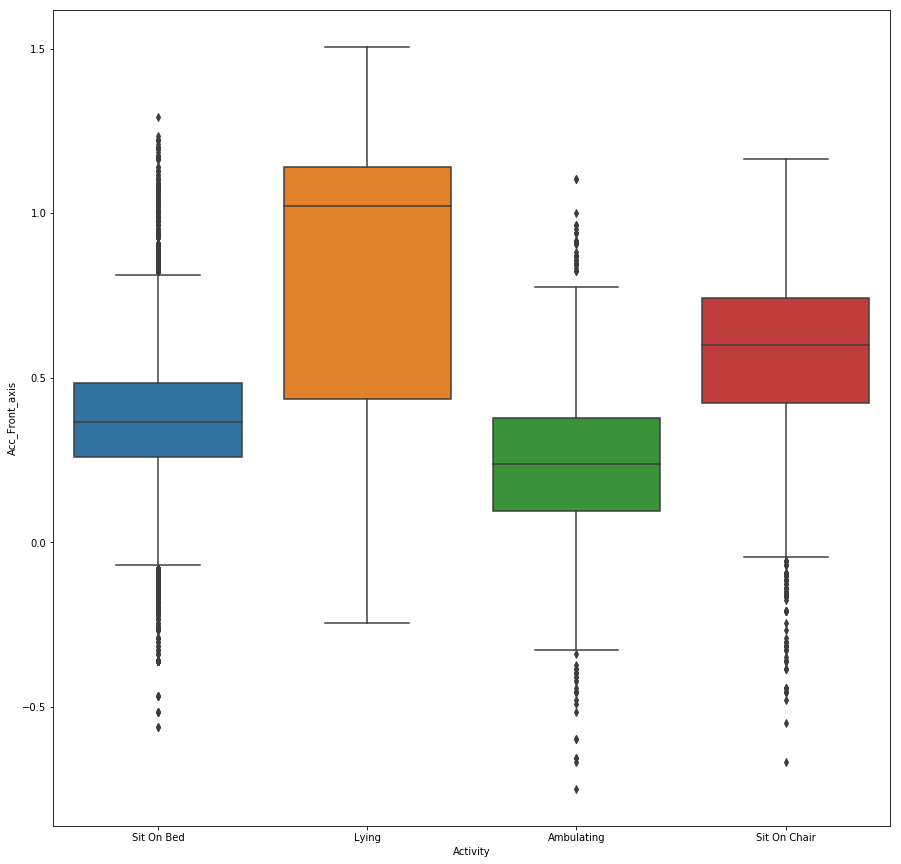 Acc_Front_axis
1.5
1.0
0.5
0.0
−0.5
Sit On Bed
Lying
Ambulating
Sit On Chair
Activity